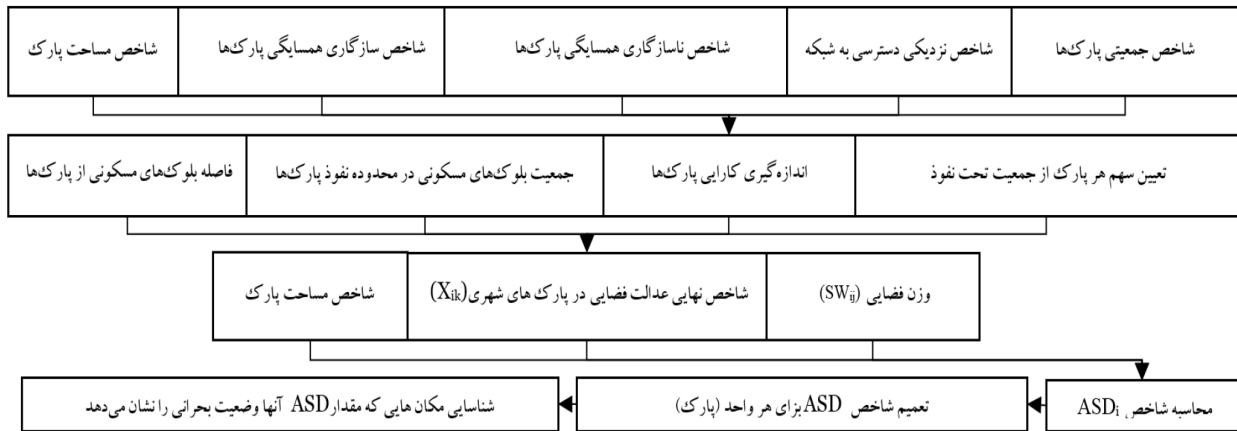 شاخص جمعیتی پارک‌ها
شاخص نزدیکی دسترسی به شبکه
شاخص ناسازگاری همسایگی پارک‌ها
شاخص سازگاری همسایگی پارک‌ها
شاخص مساحت پارک
تعیین سهم هر پارک از جمعیت تحت نفوذ
اندازه‌گیری کارایی پارک‌ها
جمعیت بلوک‌های مسکونی در محدوده نفوذ پارک‌ها
فاصله بلوک‌های مسکونی از پارک‌ها
وزن فضایی (SWij)
شاخص نهایی عدالت فضایی در پارک های شهری(Xik)
شاخص مساحت پارک
محاسبه شاخص ASDi
تعمیم شاخص ASD بزای هر واحد (پارک)
شناسایی مکان هایی که مقدار ASD آنها وضعیت بحرانی را نشان می‌دهد